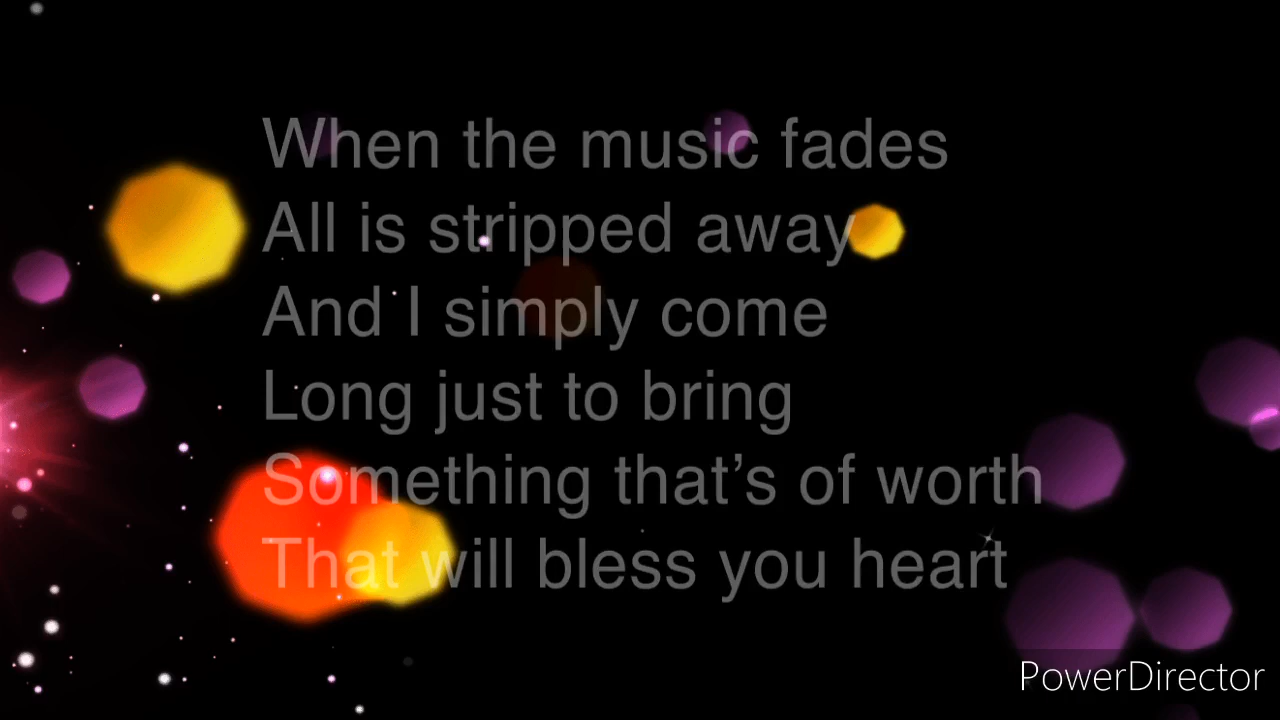 When the music fades
All is stripped away
And I simply come
Long just to bring
Something that’s of worth
That will bless you heart
PowerDirector